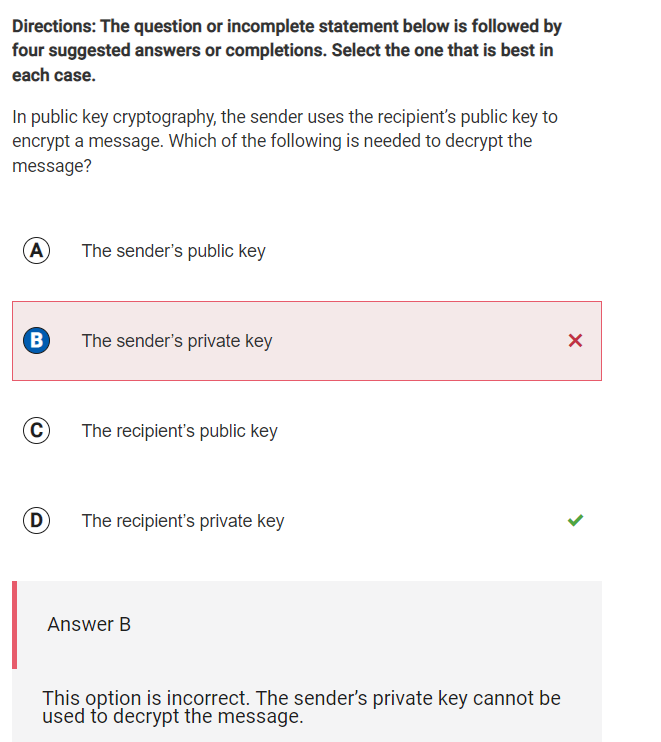 Directions: The question or incomplete statement below is followed by
four suggested answers or completions. Select the one that is best in
each case.
In public key cryptography, the sender uses the recipient's public key to
encrypt a message. Which of the following is needed to decrypt the
message?
A The sender's public key
B The sender's private key
C The recipient's public key
D The recipient's private key
Answer B
This option is incorrect. The sender's private key cannot be
used to decrypt the message.